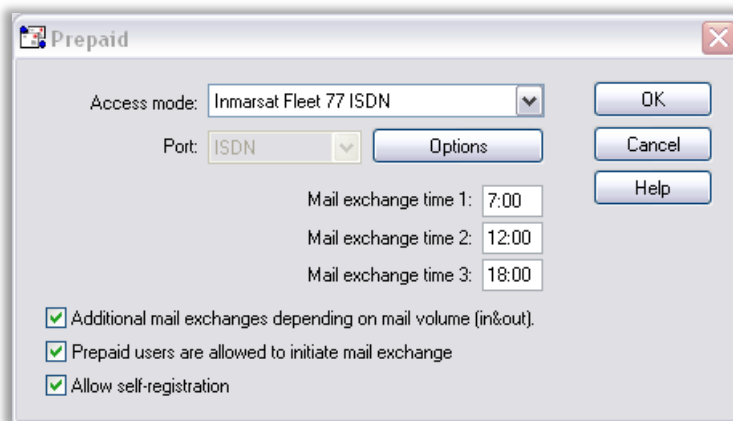 Prepaid
Access mode: Inmarsat Fleet 77 ISDN OK
Port: ISDN Options Cancel
Help
Mail exchange time 1: 7:00
Mail exchange time 2: 12:00
Mail exchange time 3: 18:00
Additional mail exchanges depending on mail volume (in&out).
Prepaid users are allowed to initiate mail exchange
Allow self-registration